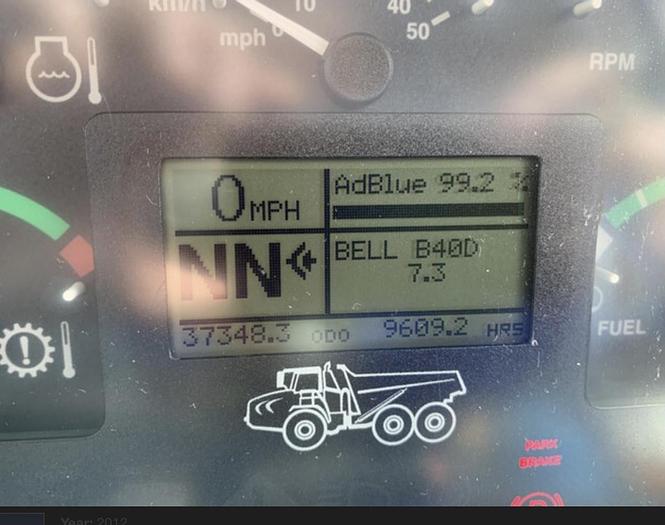 km/h 10 40
mph 0 50
RPM
0 MPH
AdBlue 99.2 %
NN
BELL B40D
7.3
37348.3 ODO 9609.2 HRS
FUEL
PARK
BRAKE
Year: 2012